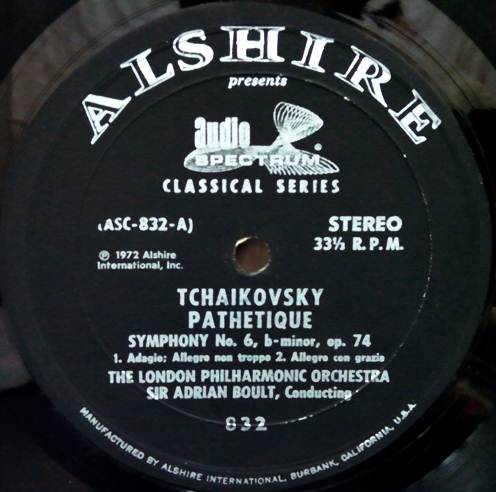 ALSHIRE
presents
audio
SPECTRUM
CLASSICAL SERIES
(ASC-832-A)
STEREO
33⅓ R.P.M.
℗ 1972 Alshire
International, Inc.
TCHAIKOVSKY
PATHETIQUE
SYMPHONY No. 6, b-minor, op. 74
1. Adagio; Allegro non troppo 2. Allegro con grazio
THE LONDON PHILHARMONIC ORCHESTRA
SIR ADRIAN BOULT, Conducting
832
MANUFACTURED BY ALSHIRE INTERNATIONAL, BURBANK, CALIFORNIA, U.S.A.